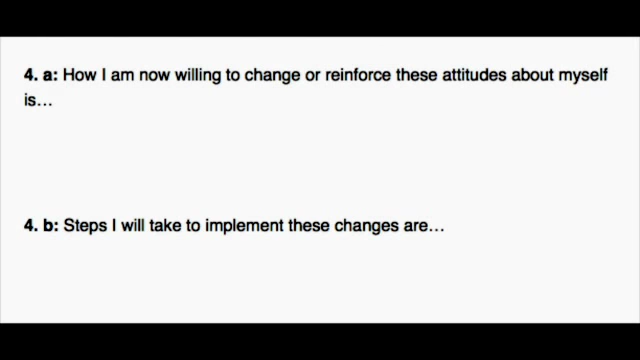 4. a: How I am now willing to change or reinforce these attitudes about myself
is…
4. b: Steps I will take to implement these changes are…